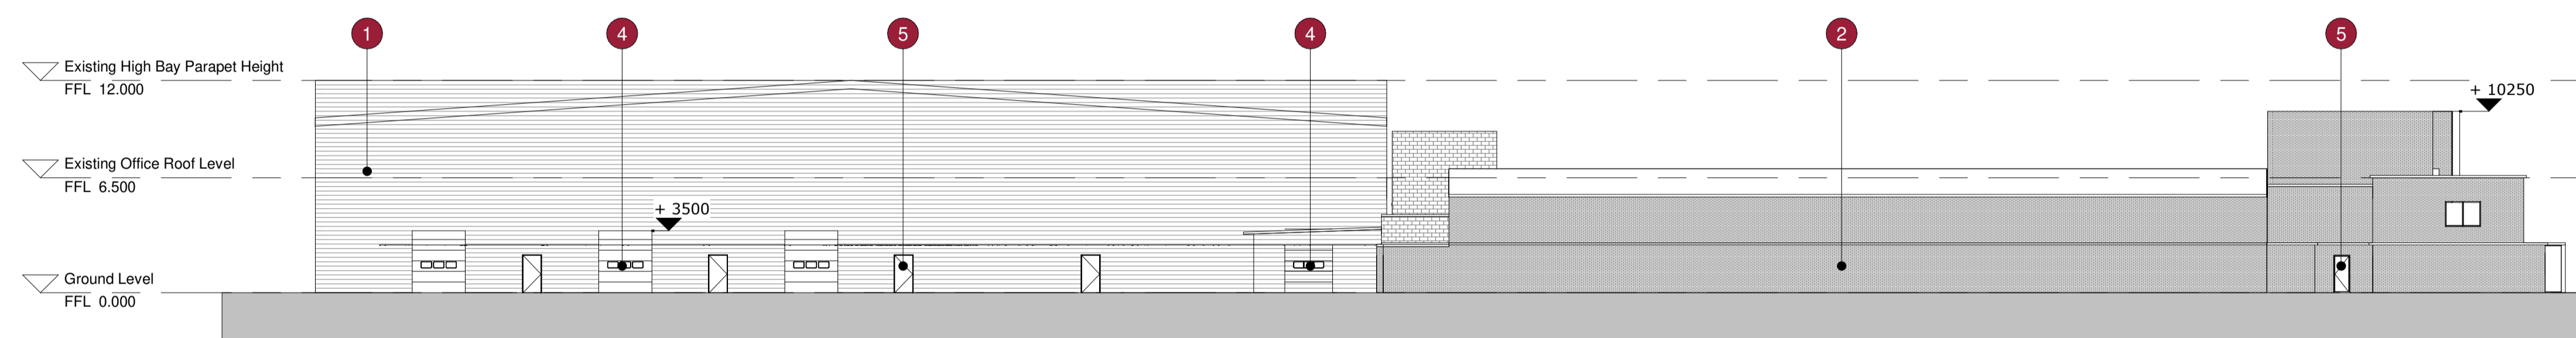 1
4
5
4
2
5
Existing High Bay Parapet Height
FFL 12.000
+ 10250
Existing Office Roof Level
FFL 6.500
+ 3500
Ground Level
FFL 0.000